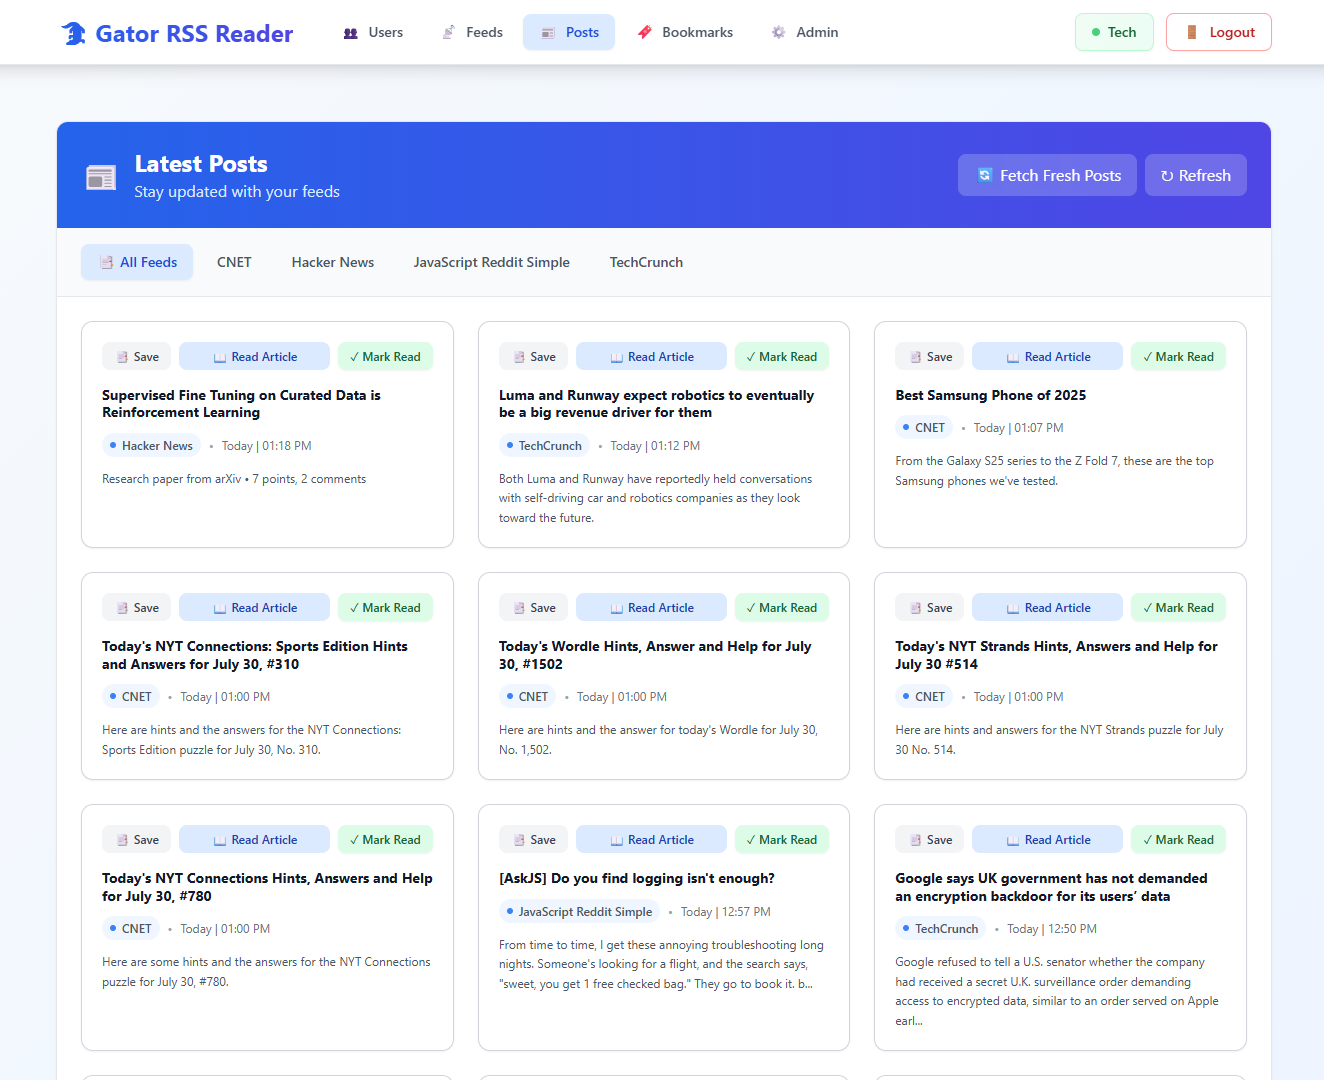 Gator RSS Reader
Users
Feeds
Posts
Bookmarks
Admin
Tech
Logout
Latest Posts
Stay updated with your feeds
Fetch Fresh Posts
↻ Refresh
All Feeds
CNET
Hacker News
JavaScript Reddit Simple
TechCrunch
Save
Read Article
✓ Mark Read
Supervised Fine Tuning on Curated Data is
Reinforcement Learning
Hacker News • Today | 01:18 PM
Research paper from arXiv • 7 points, 2 comments
Save
Read Article
✓ Mark Read
Luma and Runway expect robotics to eventually
be a big revenue driver for them
TechCrunch • Today | 01:12 PM
Both Luma and Runway have reportedly held conversations
with self-driving car and robotics companies as they look
toward the future.
Save
Read Article
✓ Mark Read
Best Samsung Phone of 2025
CNET • Today | 01:07 PM
From the Galaxy S25 series to the Z Fold 7, these are the top
Samsung phones we've tested.
Save
Read Article
✓ Mark Read
Today's NYT Connections: Sports Edition Hints
and Answers for July 30, #310
CNET • Today | 01:00 PM
Here are hints and the answers for the NYT Connections:
Sports Edition puzzle for July 30, No. 310.
Save
Read Article
✓ Mark Read
Today's Wordle Hints, Answer and Help for July
30, #1502
CNET • Today | 01:00 PM
Here are hints and the answer for today's Wordle for July 30,
No. 1,502.
Save
Read Article
✓ Mark Read
Today's NYT Strands Hints, Answers and Help for
July 30 #514
CNET • Today | 01:00 PM
Here are hints and answers for the NYT Strands puzzle for July
30 No. 514.
Save
Read Article
✓ Mark Read
Today's NYT Connections Hints, Answers and Help
for July 30, #780
CNET • Today | 01:00 PM
Here are some hints and the answers for the NYT Connections
puzzle for July 30, #780.
Save
Read Article
✓ Mark Read
[AskJS] Do you find logging isn't enough?
JavaScript Reddit Simple • Today | 12:57 PM
From time to time, I get these annoying troubleshooting long
nights. Someone's looking for a flight, and the search says,
"sweet, you get 1 free checked bag." They go to book it. b...
Save
Read Article
✓ Mark Read
Google says UK government has not demanded
an encryption backdoor for its users’ data
TechCrunch • Today | 12:50 PM
Google refused to tell a U.S. senator whether the company
had received a secret U.K. surveillance order demanding
access to encrypted data, similar to an order served on Apple
earl...